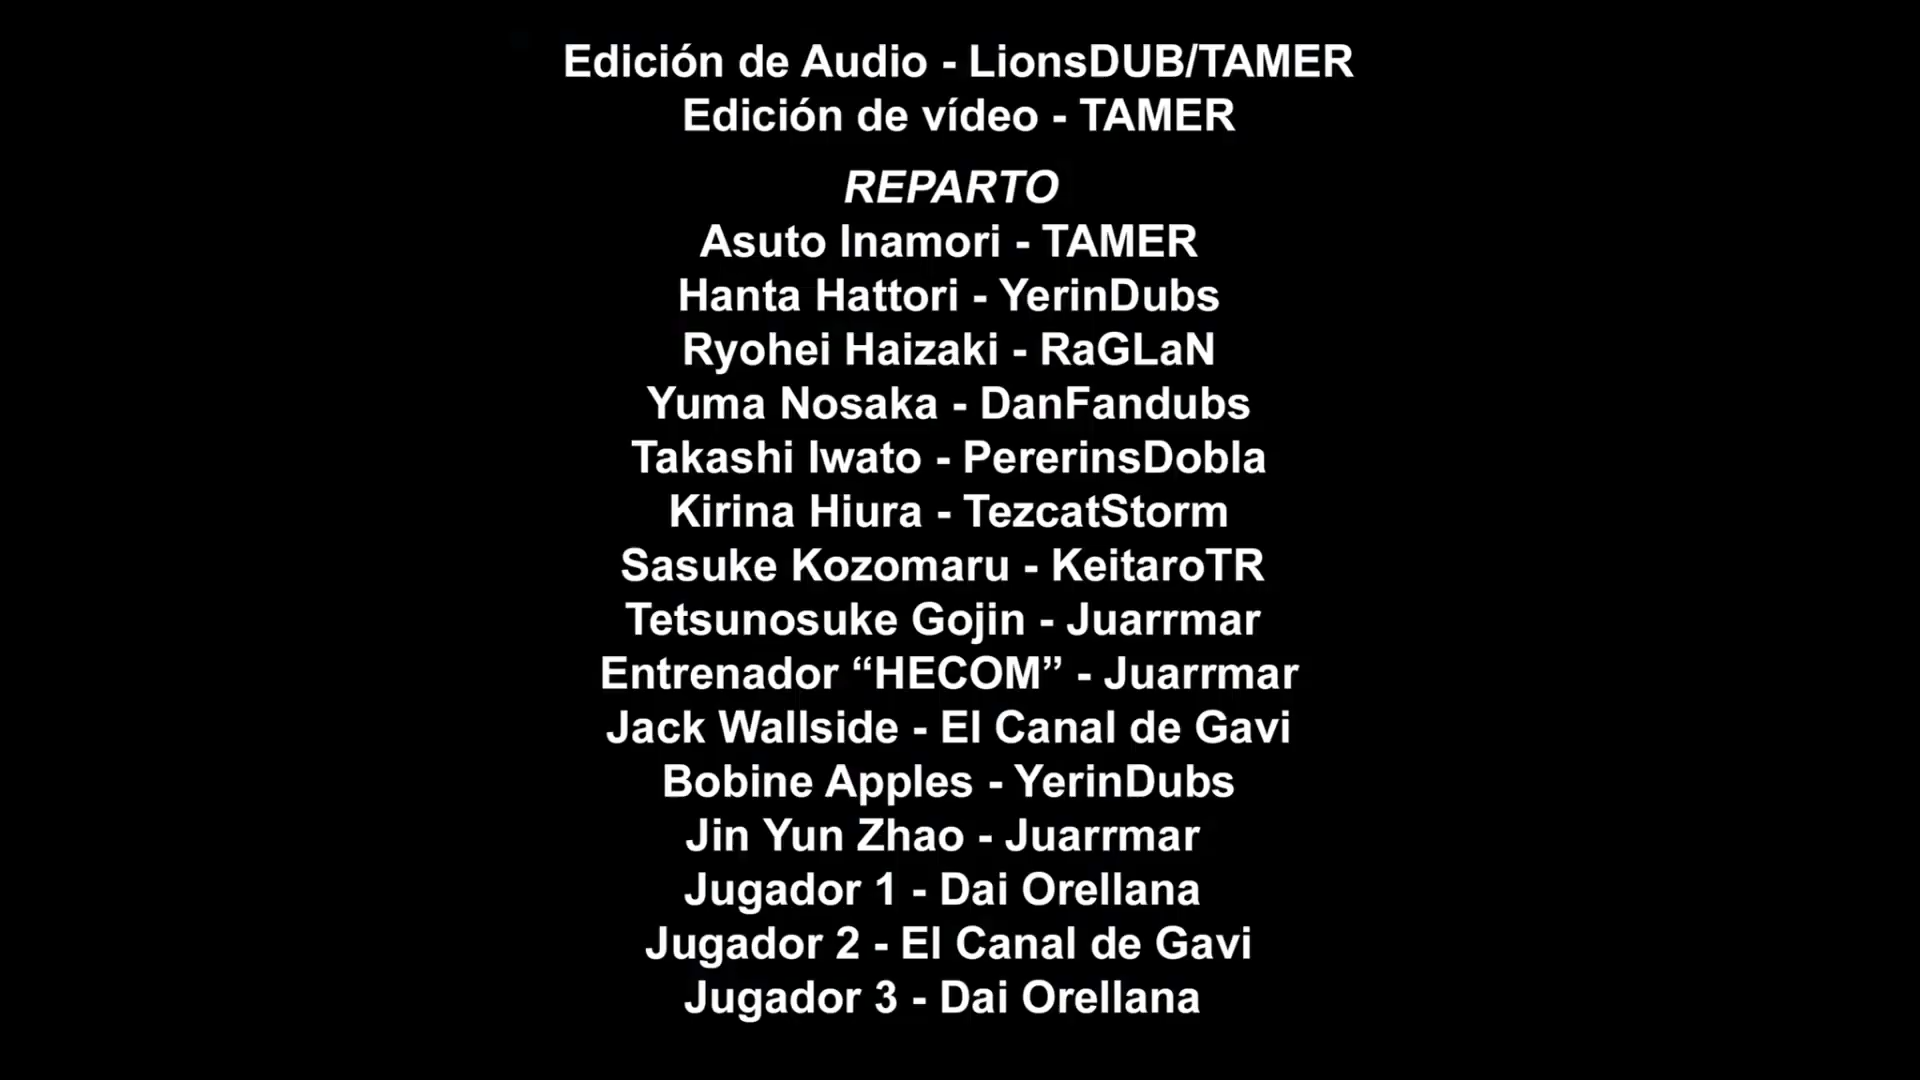 Edición de Audio - LionsDUB/TAMER
Edición de vídeo - TAMER
REPARTO
Asuto Inamori - TAMER
Hanta Hattori - YerinDubs
Ryohei Haizaki - RaGLaN
Yuma Nosaka - DanFandubs
Takashi Iwato - PererinsDobla
Kirina Hiura - TezcatStorm
Sasuke Kozomaru - KeitaroTR
Tetsunosuke Gojin - Juarrmar
Entrenador “HECOM” - Juarrmar
Jack Wallside - El Canal de Gavi
Bobine Apples - YerinDubs
Jin Yun Zhao - Juarrmar
Jugador 1 - Dai Orellana
Jugador 2 - El Canal de Gavi
Jugador 3 - Dai Orellana